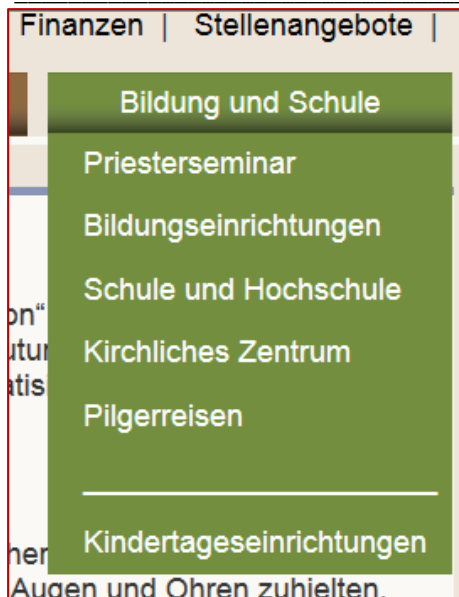 Finanzen | Stellenangebote |
Bildung und Schule
Priesterseminar
Bildungseinrichtungen
Schule und Hochschule
Kirchliches Zentrum
Pilgerreisen
Kindertageseinrichtungen
Augen und Ohren zuhielten.